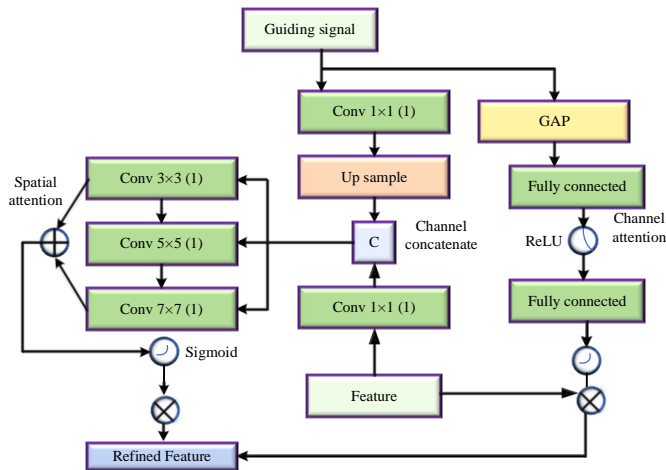 Guiding signal
Conv 1×1 (1)
GAP
Up sample
Fully connected
Spatial
attention
Conv 3×3 (1)
Conv 5×5 (1)
Conv 7×7 (1)
C
Channel
concatenate
ReLU
Channel
attention
Conv 1×1 (1)
Fully connected
Sigmoid
Feature
Refined Feature